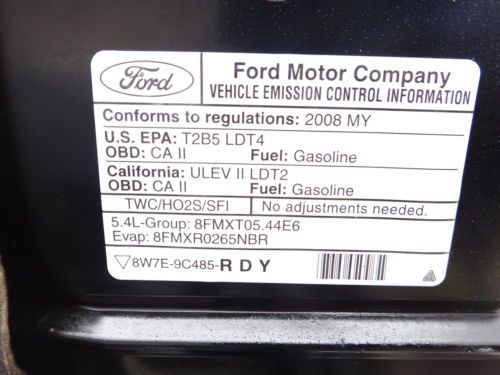 Ford
Ford Motor Company
VEHICLE EMISSION CONTROL INFORMATION
Conforms to regulations: 2008 MY
U.S. EPA: T2B5 LDT4
OBD: CA II Fuel: Gasoline
California: ULEV II LDT2
OBD: CA II Fuel: Gasoline
TWC/HO2S/SFI No adjustments needed.
5.4L-Group: 8FMXT05.44E6
Evap: 8FMXR0265NBR
8W7E-9C485-R D Y